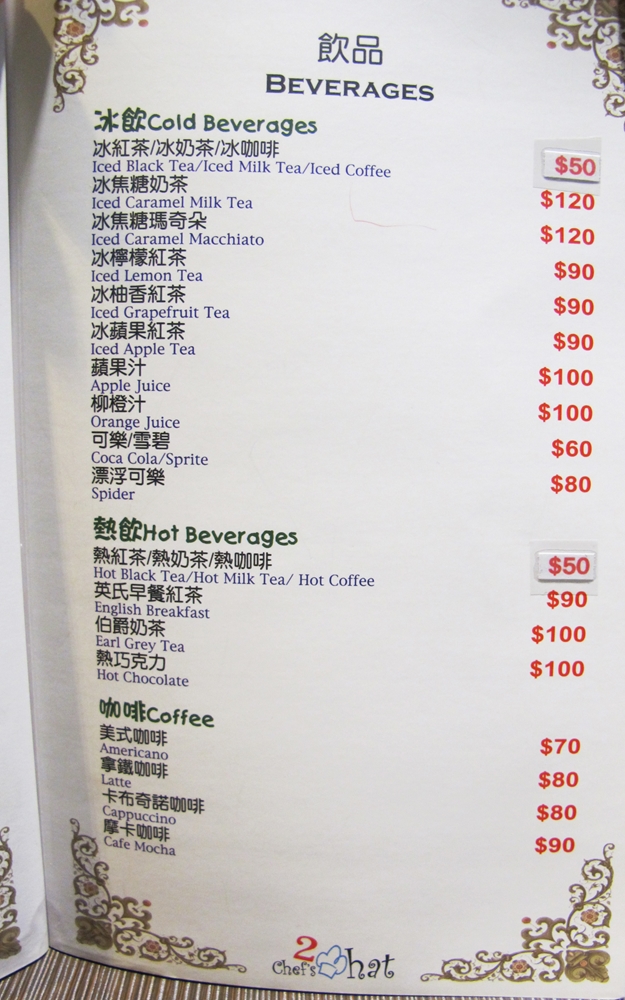 飲品
BEVERAGES
冰飲Cold Beverages
冰紅茶/冰奶茶/冰咖啡
Iced Black Tea/Iced Milk Tea/Iced Coffee $50
冰焦糖奶茶
Iced Caramel Milk Tea $120
冰焦糖瑪奇朵
Iced Caramel Macchiato $120
冰檸檬紅茶
Iced Lemon Tea $90
冰柚香紅茶
Iced Grapefruit Tea $90
冰蘋果紅茶
Iced Apple Tea $90
蘋果汁
Apple Juice $100
柳橙汁
Orange Juice $100
可樂/雪碧
Coca Cola/Sprite $60
漂浮可樂
Spider $80
熱飲Hot Beverages
熱紅茶/熱奶茶/熱咖啡
Hot Black Tea/Hot Milk Tea/ Hot Coffee $50
英氏早餐紅茶
English Breakfast $90
伯爵奶茶
Earl Grey Tea $100
熱巧克力
Hot Chocolate $100
咖啡Coffee
美式咖啡
Americano $70
拿鐵咖啡
Latte $80
卡布奇諾咖啡
Cappuccino $80
摩卡咖啡
Cafe Mocha $90
2 Chef's hat